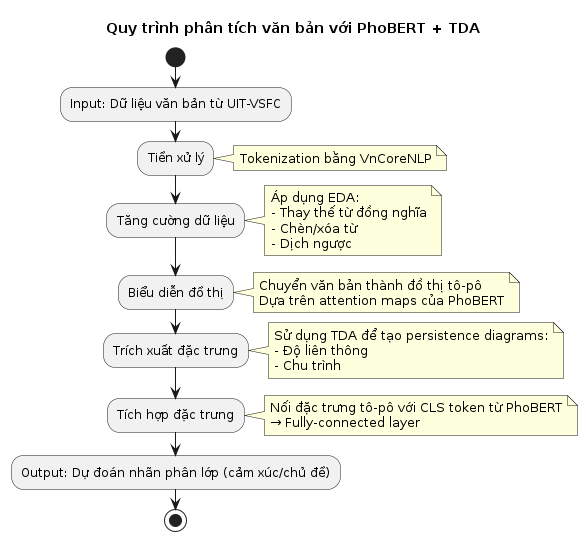 Quy trình phân tích văn bản với PhoBERT + TDA
Input: Dữ liệu văn bản từ UIT-VSFC
Tiền xử lý
Tokenization bằng VnCoreNLP
Tăng cường dữ liệu
Áp dụng EDA:
- Thay thế từ đồng nghĩa
- Chèn/xóa từ
- Dịch ngược
Biểu diễn đồ thị
Chuyển văn bản thành đồ thị tô-pô
Dựa trên attention maps của PhoBERT
Trích xuất đặc trưng
Sử dụng TDA để tạo persistence diagrams:
- Độ liên thông
- Chu trình
Tích hợp đặc trưng
Nối đặc trưng tô-pô với CLS token từ PhoBERT
→ Fully-connected layer
Output: Dự đoán nhãn phân lớp (cảm xúc/chủ đề)